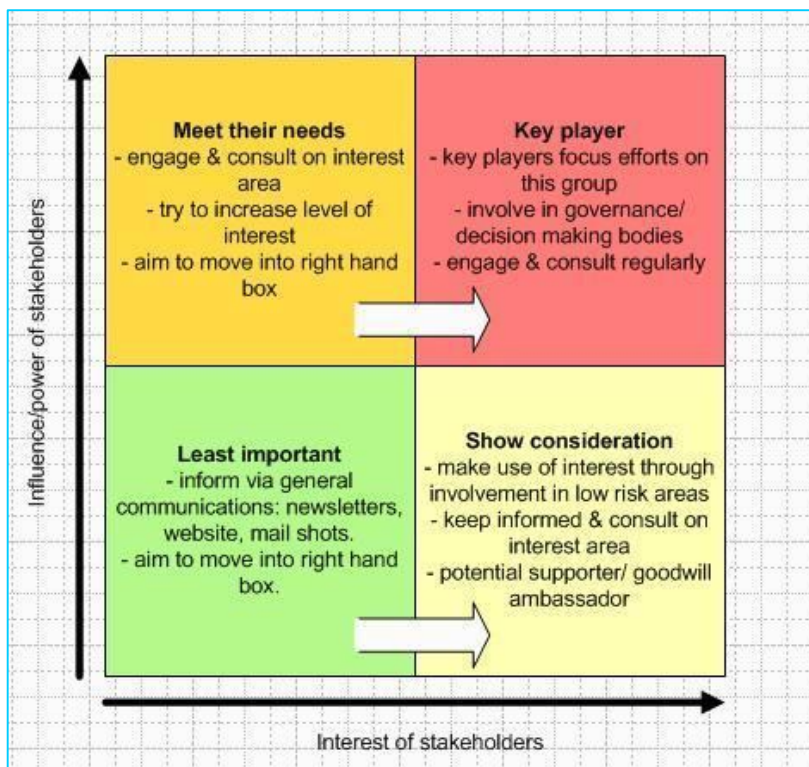 Influence/power of stakeholders
Meet their needs
- engage & consult on interest
area
- try to increase level of
interest
- aim to move into right hand
box
Key player
- key players focus efforts on
this group
- involve in governance/
decision making bodies
- engage & consult regularly
Least important
- inform via general
communications: newsletters,
website, mail shots.
- aim to move into right hand
box.
Show consideration
- make use of interest through
involvement in low risk areas
- keep informed & consult on
interest area
- potential supporter/ goodwill
ambassador
Interest of stakeholders